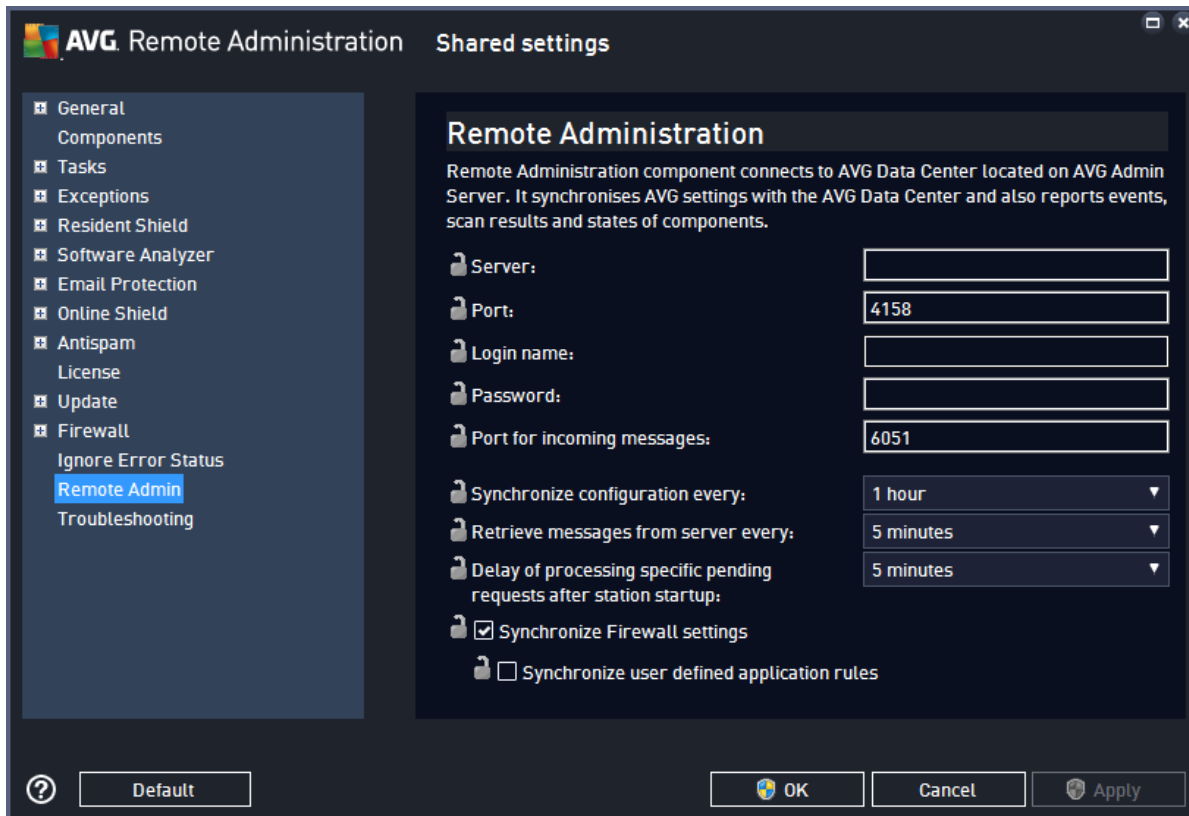 AVG. Remote Administration
Shared settings
General
Components
Tasks
Exceptions
Resident Shield
Software Analyzer
Email Protection
Online Shield
Antispam
License
Update
Firewall
Ignore Error Status
Remote Admin
Troubleshooting
Remote Administration
Remote Administration component connects to AVG Data Center located on AVG Admin
Server. It synchronises AVG settings with the AVG Data Center and also reports events,
scan results and states of components.
Server:
Port: 4158
Login name:
Password:
Port for incoming messages: 6051
Synchronize configuration every: 1 hour
Retrieve messages from server every: 5 minutes
Delay of processing specific pending 5 minutes
requests after station startup:
Synchronize Firewall settings
Synchronize user defined application rules
? Default OK Cancel Apply